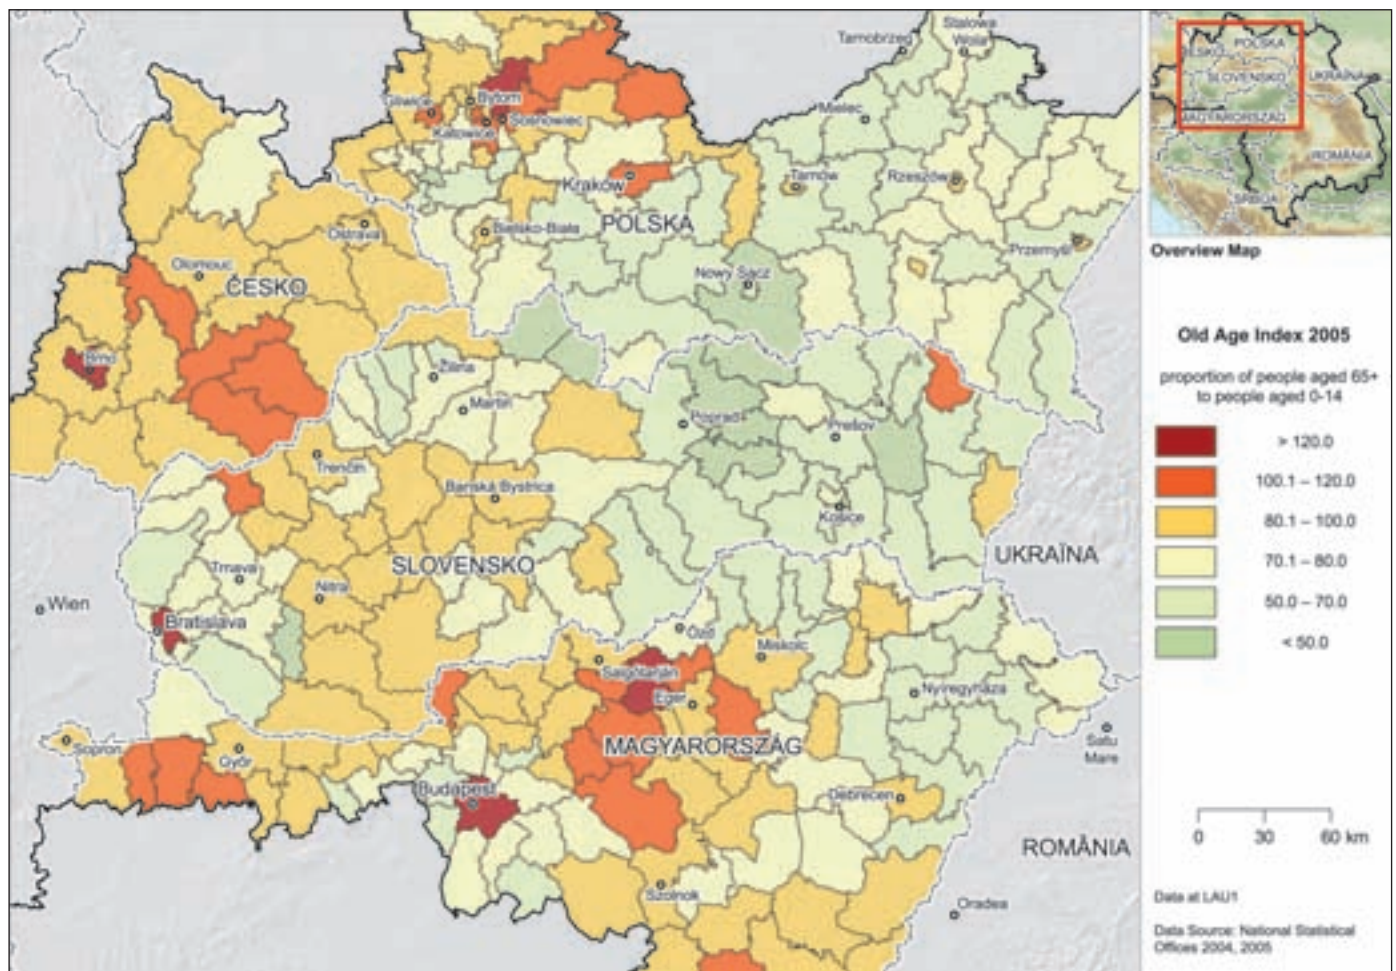 Stalowa
Wola
Tarnobrzeg
Mielec
Gliwice
Bytom
Sosnowiec
Katowice
Kraków
Tarnów
Rzeszów
POLSKA
Bielsko-Biała
Przemyśl
Nowy Sącz
Ostrava
Olomouc
ČESKO
Brno
Žilina
Martin
Poprad
Prešov
Trenčín
Banská Bystrica
Košice
UKRAÏNA
SLOVENSKO
Trnava
Nitra
Wien
Bratislava
Ózd
Miskolc
Salgótarján
Eger
Nyíregyháza
MAGYARORSZÁG
Satu
Mare
Sopron
Győr
Budapest
Debrecen
ROMÂNIA
Szolnok
Oradea
ČESKO
POLSKA
SLOVENSKO
UKRAÏNA
MAGYARORSZÁG
ROMÂNIA
SRBIJA
Overview Map
Old Age Index 2005
proportion of people aged 65+
to people aged 0-14
> 120.0
100.1 – 120.0
80.1 – 100.0
70.1 – 80.0
50.0 – 70.0
< 50.0
0 30 60 km
Data at LAU1
Data Source: National Statistical
Offices 2004, 2005